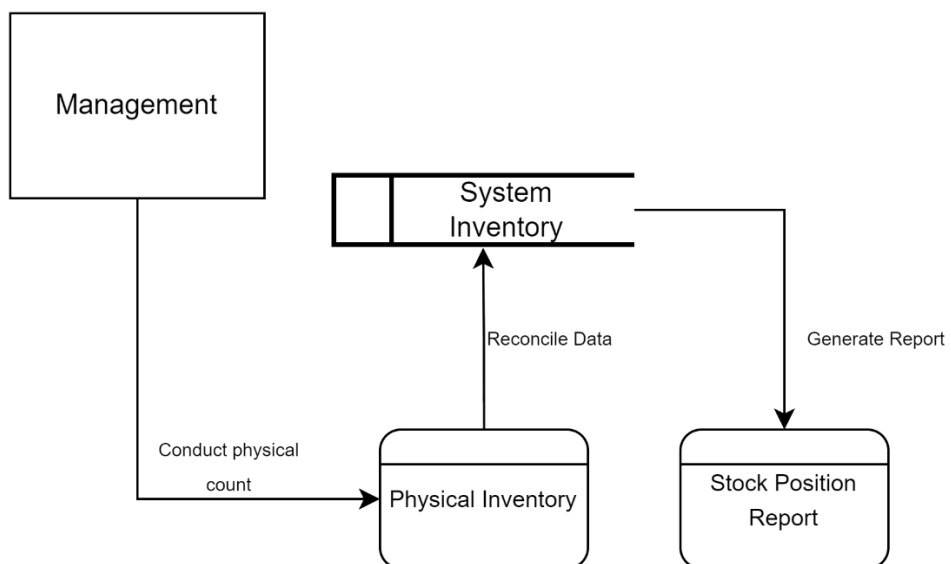 Management
System
Inventory
Reconcile Data
Generate Report
Conduct physical
count
Physical Inventory
Stock Position
Report